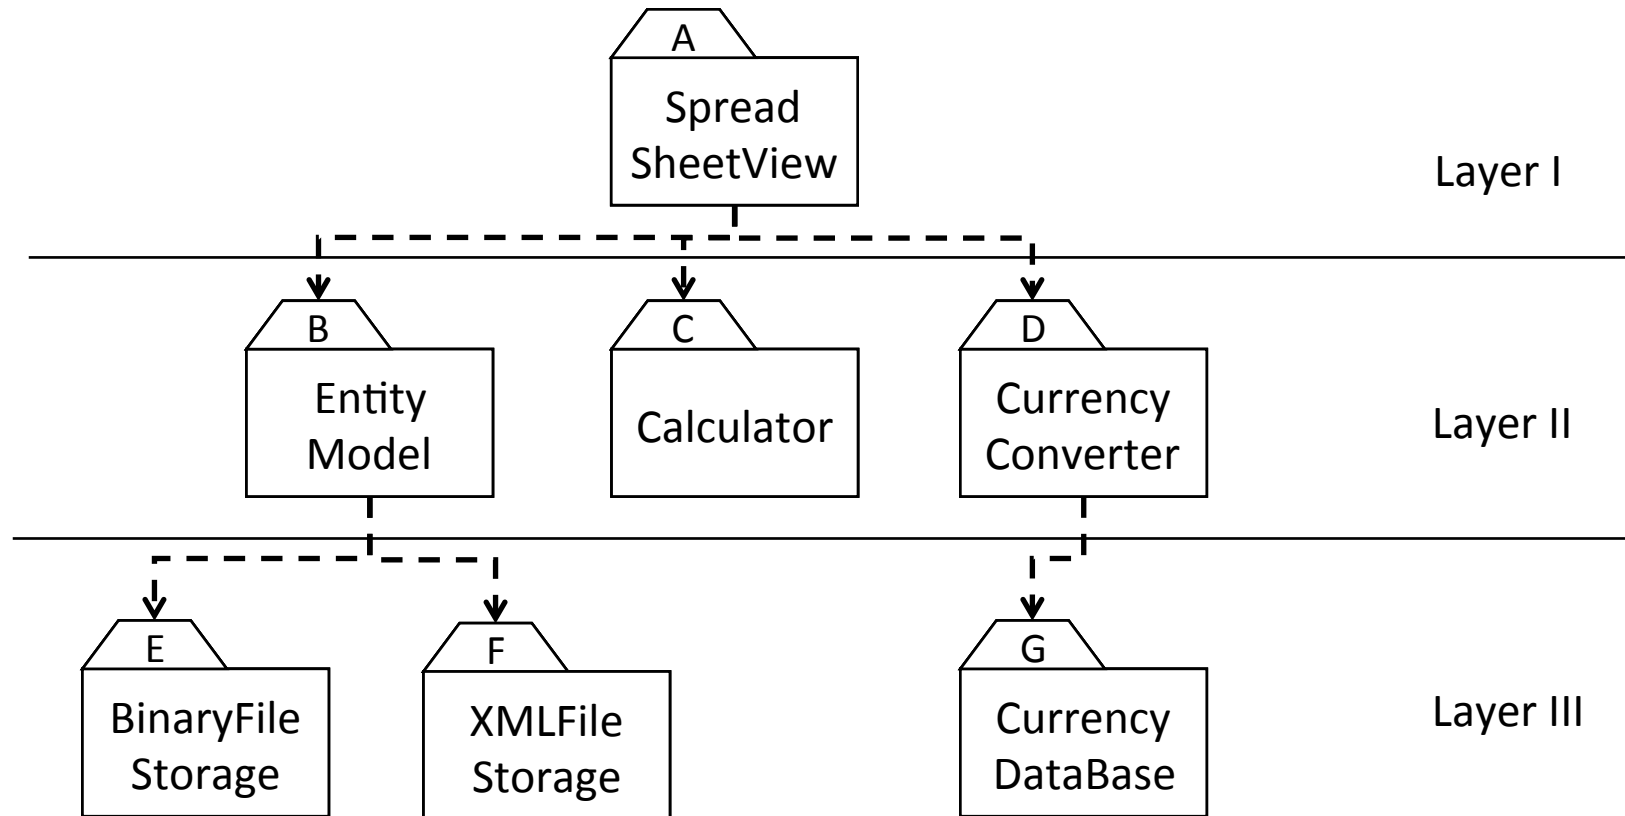 A
Spread
SheetView
Layer I
B
Entity
Model
C
Calculator
D
Currency
Converter
Layer II
E
BinaryFile
Storage
F
XMLFile
Storage
G
Currency
DataBase
Layer III